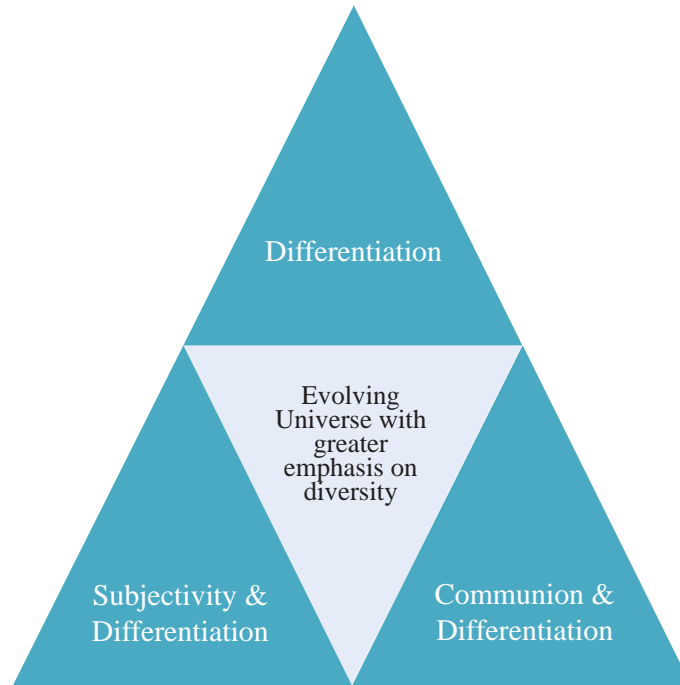 Differentiation
Evolving
Universe with
greater
emphasis on
diversity
Subjectivity &
Differentiation
Communion &
Differentiation